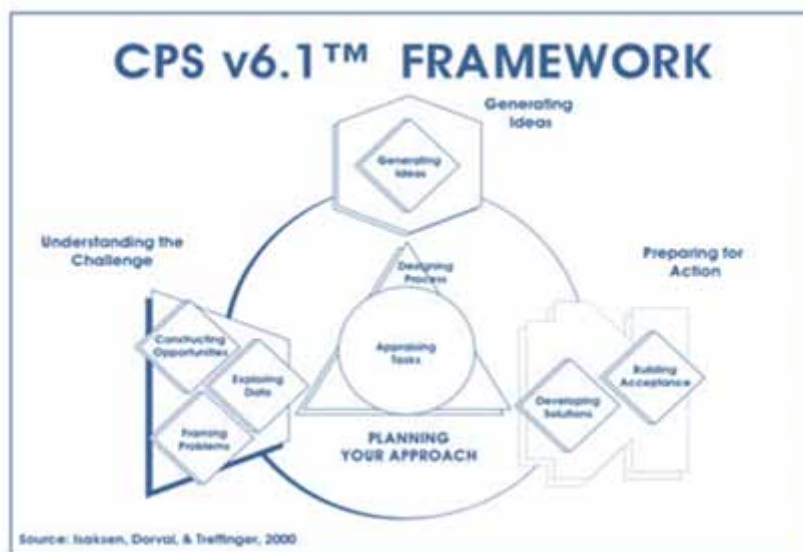 CPS v6.1™ FRAMEWORK
Generating
Ideas
Generating
Ideas
Understanding the
Challenge
Preparing for
Action
Designing
Process
Appraising
Tasks
Constructing
Opportunities
Exploring
Data
Framing
Problems
Building
Acceptance
Developing
Solutions
PLANNING
YOUR APPROACH
Source: Isaksen, Dorval, & Treffinger, 2000